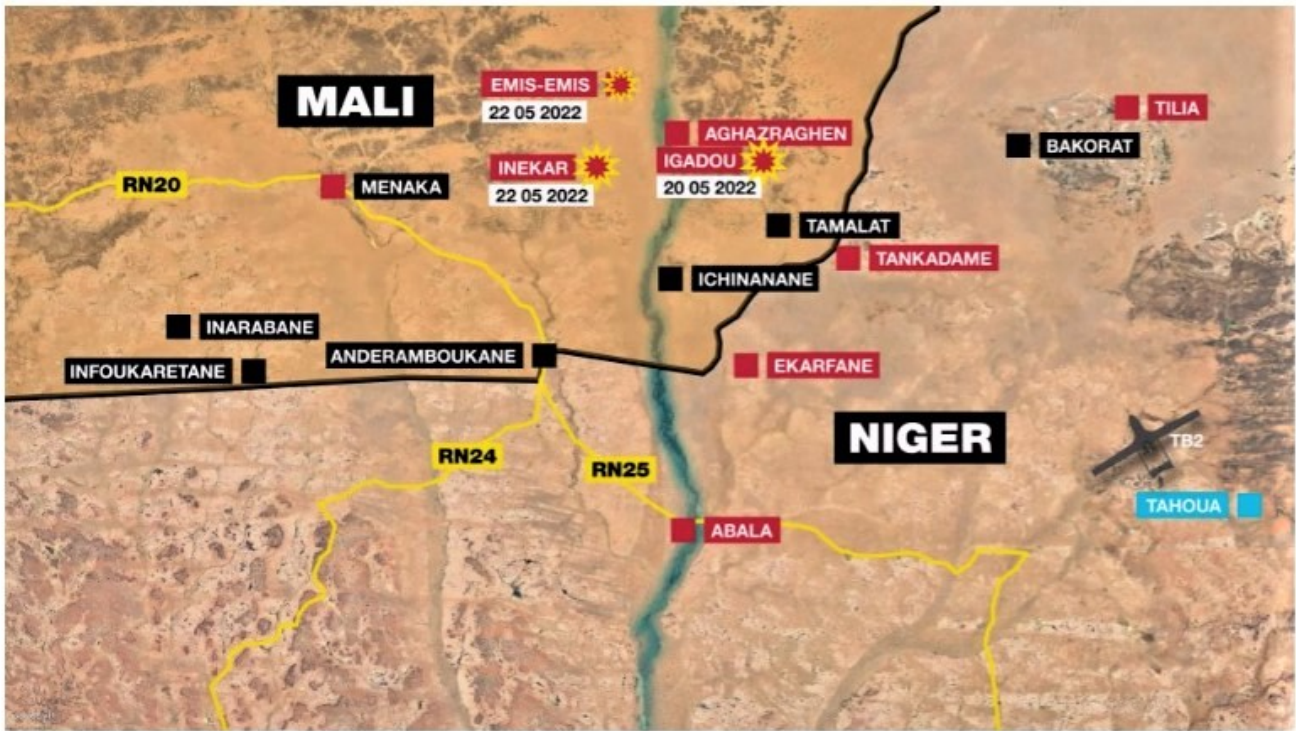 MALI
EMIS-EMIS
22 05 2022
TILIA
AGHAZRAGHEN
BAKORAT
INEKAR
22 05 2022
IGADOU
20 05 2022
RN20
MENAKA
TAMALAT
TANKADAME
ICHINANANE
INARABANE
ANDERAMBOUKANE
INFOUKARETANE
EKARFANE
NIGER
TB2
RN24
RN25
TAHOUA
ABALA